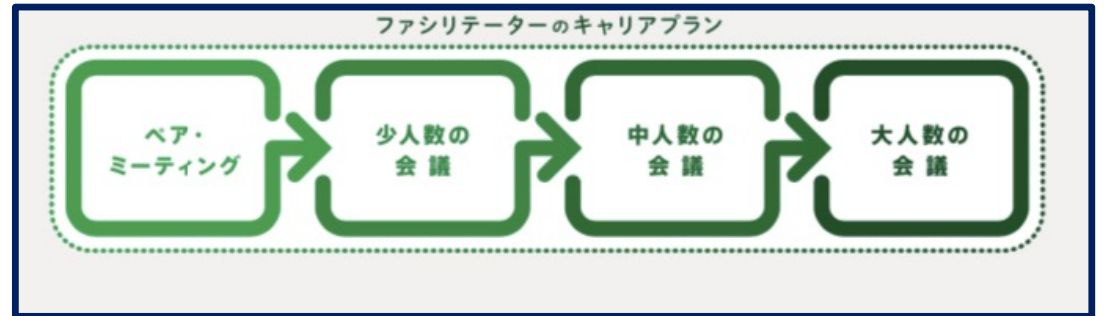 ファシリテーターのキャリアプラン
ペア・
ミーティング
少人数の
会議
中人数の
会議
大人数の
会議